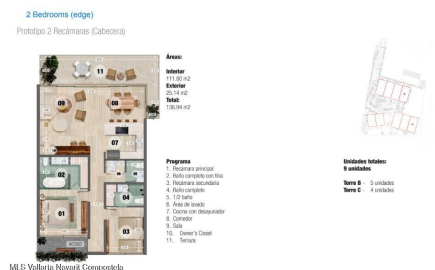 2 Bedrooms (edge)
Prototipo 2 Recámaras (Cabecera)
Áreas:
Interior
111.80 m2
Exterior
25.14 m2
Total:
136.94 m2
11
09
08
07
02
04
01
03
ACCESO
Programa
1. Recámara principal
2. Baño completo con tina
3. Recámara secundaria
4. Baño completo
5. 1/2 baño
6. Área de lavado
7. Cocina con desayunador
8. Comedor
9. Sala
10. Owner's Closet
11. Terraza
Unidades totales:
9 unidades
Torre B - 5 unidades
Torre C - 4 unidades
MLS Vallarta Nayarit Compostela